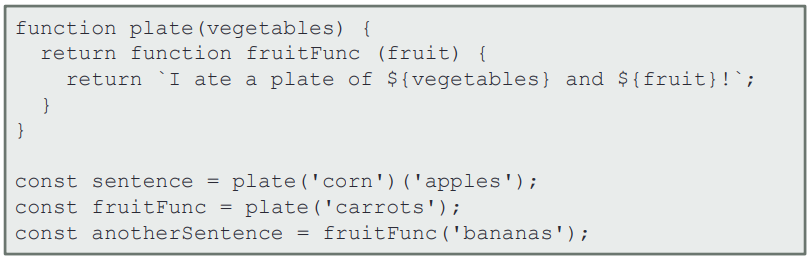 function plate(vegetables) {
  return function fruitFunc (fruit) {
    return `I ate a plate of ${vegetables} and ${fruit}!`;
  }
}

const sentence = plate('corn')('apples');
const fruitFunc = plate('carrots');
const anotherSentence = fruitFunc('bananas');